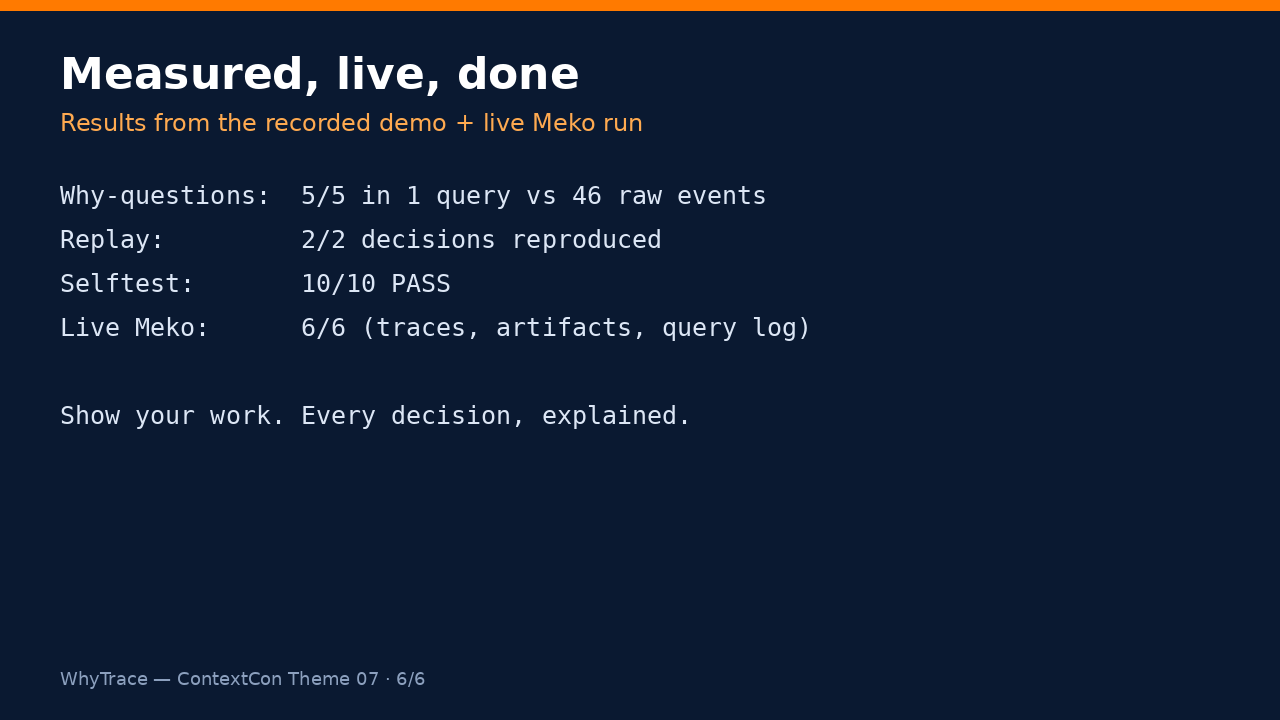 Measured, live, done
Results from the recorded demo + live Meko run
Why-questions:  5/5 in 1 query vs 46 raw events
Replay:         2/2 decisions reproduced
Selftest:       10/10 PASS
Live Meko:      6/6 (traces, artifacts, query log)
Show your work. Every decision, explained.
WhyTrace — ContextCon Theme 07 · 6/6